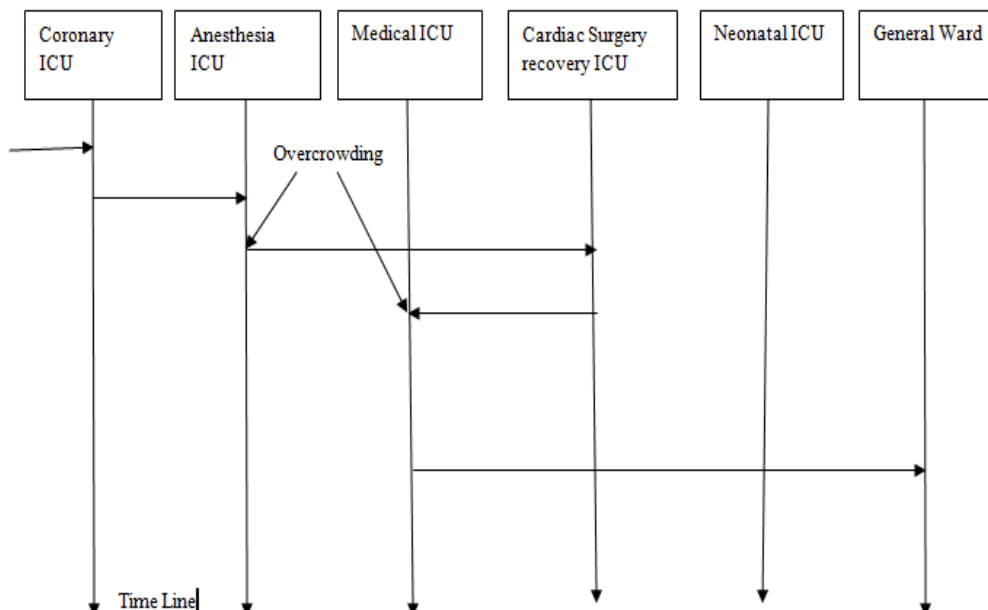 Coronary
ICU
Anesthesia
ICU
Medical ICU
Cardiac Surgery
recovery ICU
Neonatal ICU
General Ward
Overcrowding
Time Line